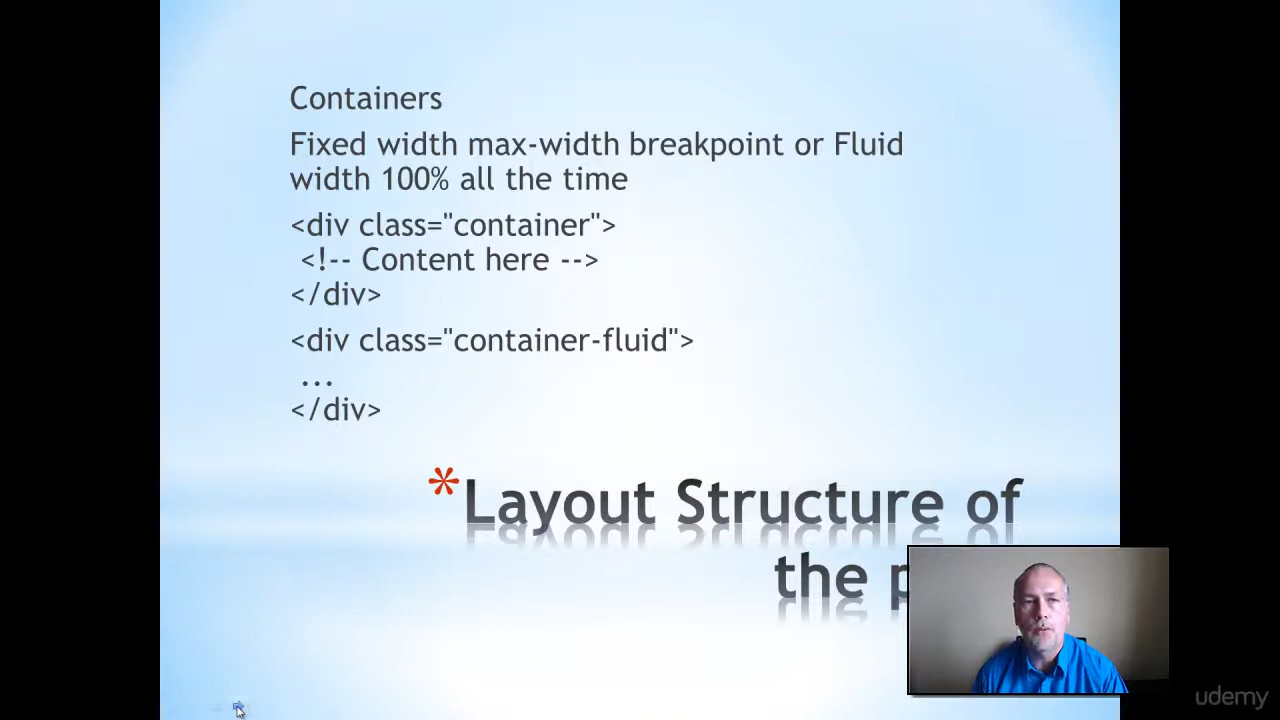 Containers
Fixed width max-width breakpoint or Fluid
width 100% all the time
<div class="container">
<!-- Content here -->
</div>
<div class="container-fluid">
...
</div>
*Layout Structure of
the
udemy